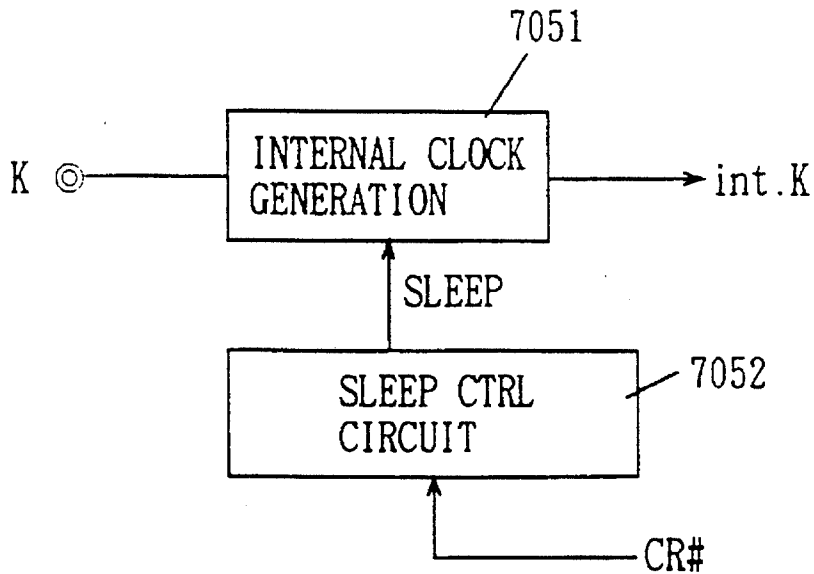 7051
INTERNAL CLOCK
GENERATION
K
int.K
SLEEP
7052
SLEEP CTRL
CIRCUIT
CR#